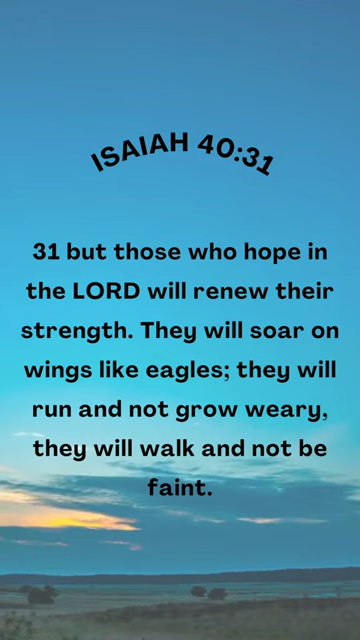 ISAIAH 40:31
31 but those who hope in
the LORD will renew their
strength. They will soar on
wings like eagles; they will
run and not grow weary,
they will walk and not be
faint.